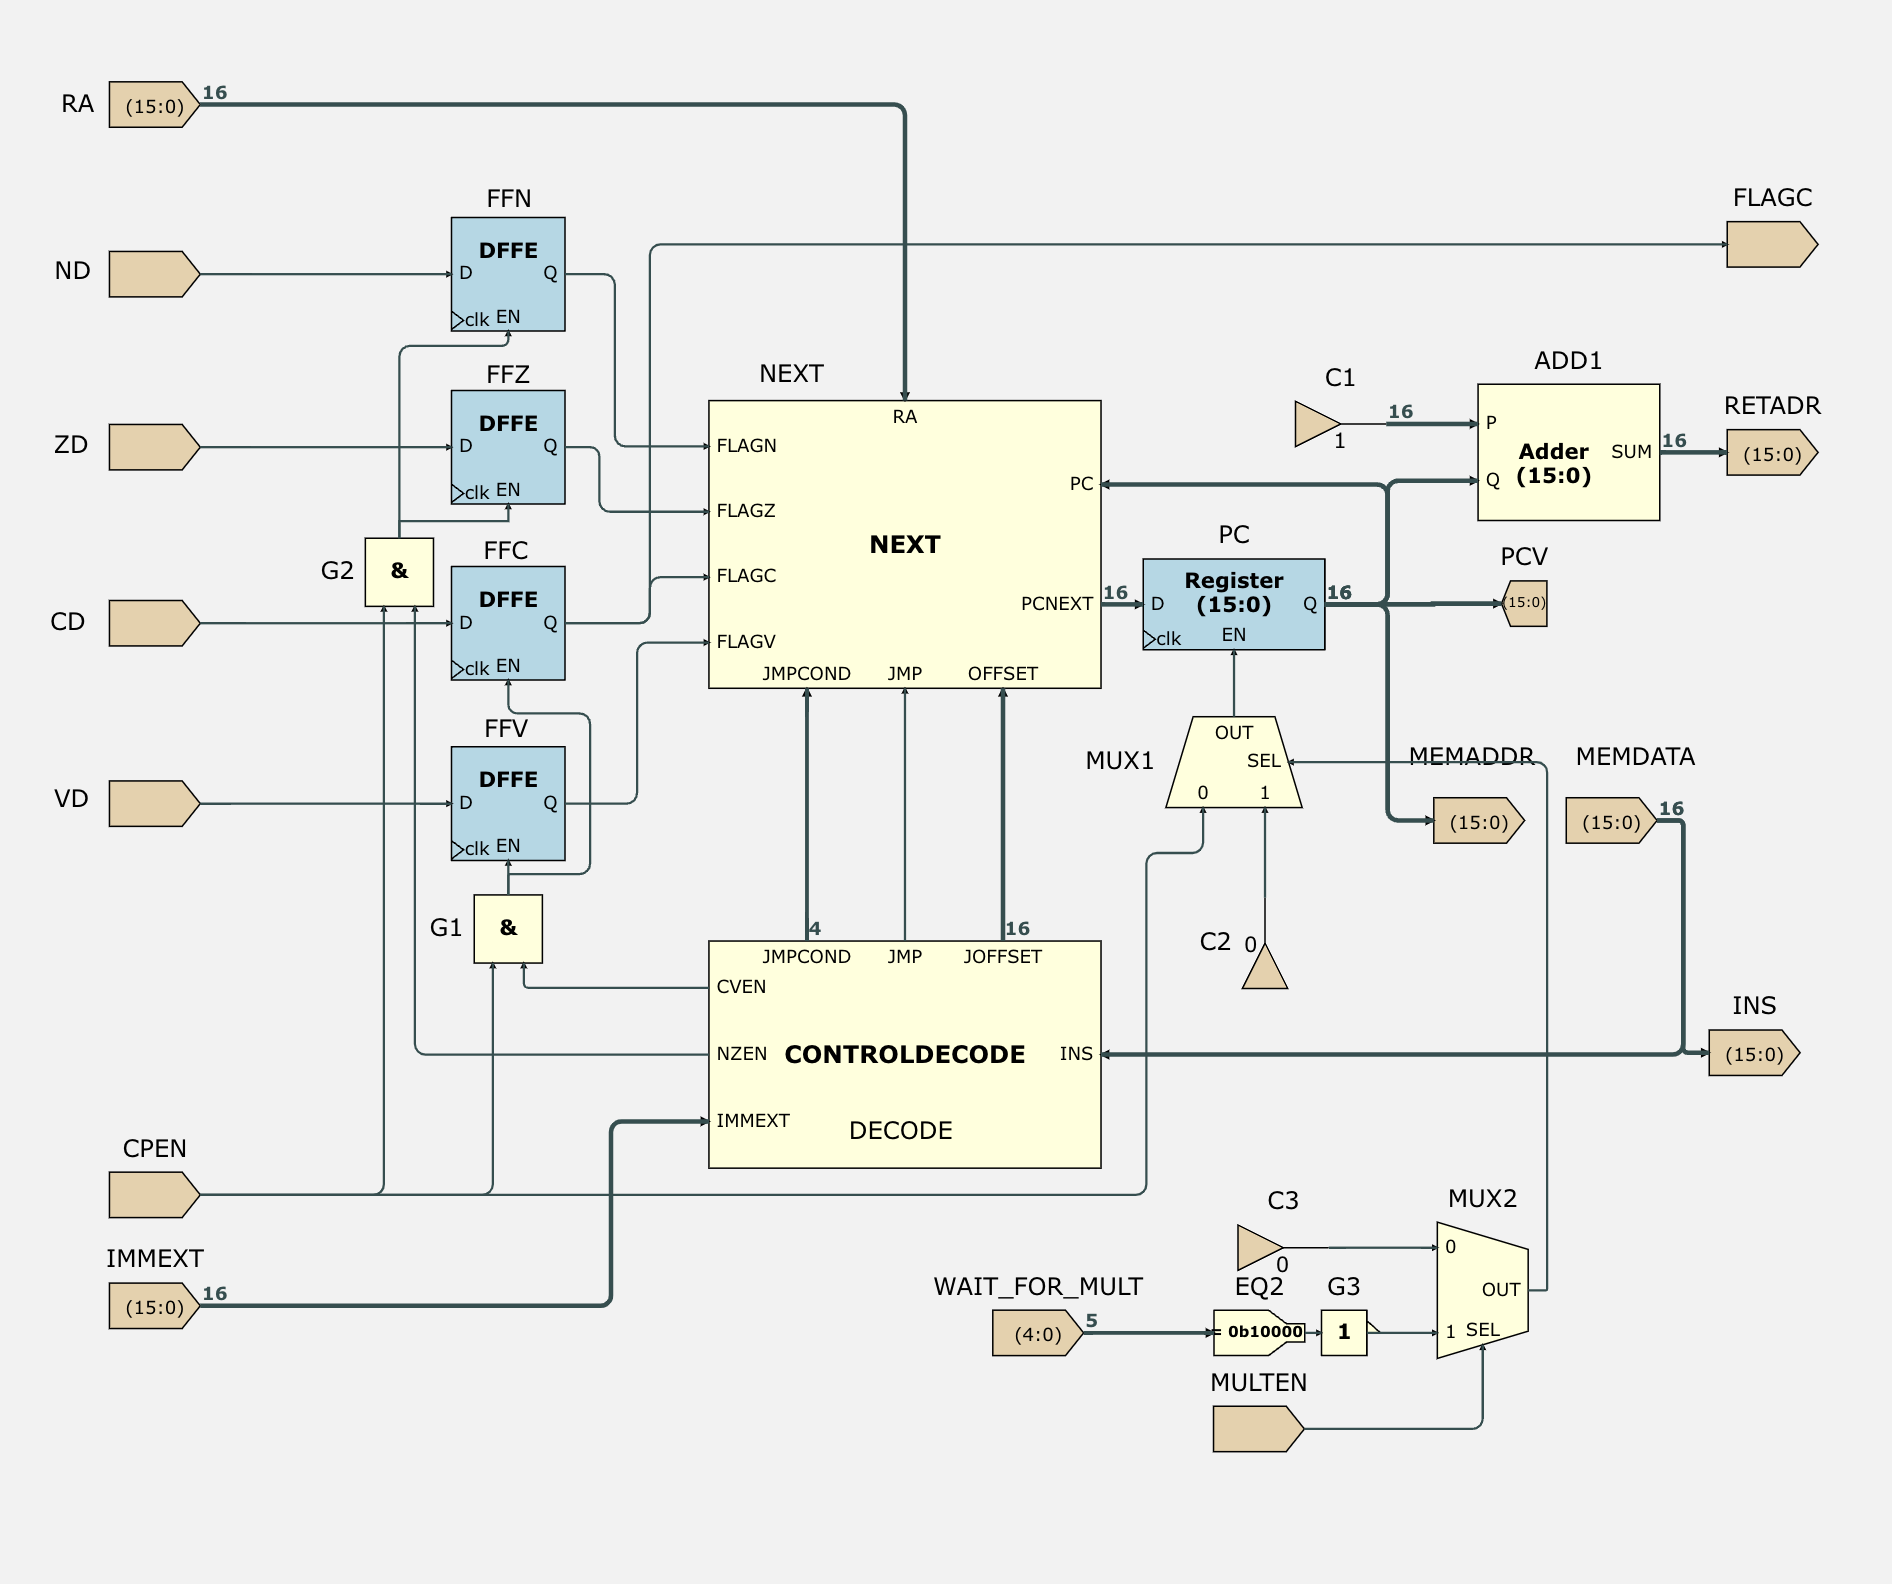 RA
(15:0)
16
ND
ZD
CD
VD
FFN
DFFE
D
Q
clk
EN
FFZ
DFFE
D
Q
clk
EN
G2
&
FFC
DFFE
D
Q
clk
EN
FFV
DFFE
D
Q
clk
EN
G1
&
NEXT
RA
FLAGN
FLAGZ
FLAGC
FLAGV
NEXT
PC
PCNEXT
JMPCOND
JMP
OFFSET
16
PC
Register
(15:0)
D
Q
clk
EN
16
FLAGC
C1
1
16
ADD1
P
Q
Adder
(15:0)
SUM
16
RETADR
(15:0)
PCV
(15:0)
MUX1
OUT
SEL
0
1
C2
0
MEMADDR
(15:0)
MEMDATA
(15:0)
16
INS
(15:0)
4
16
JMPCOND
JMP
JOFFSET
CVEN
NZEN
CONTROLDECODE
INS
IMMEXT
DECODE
CPEN
IMMEXT
(15:0)
16
C3
0
MUX2
0
OUT
1
SEL
WAIT_FOR_MULT
(4:0)
5
EQ2
= 0b10000
G3
1
MULTEN